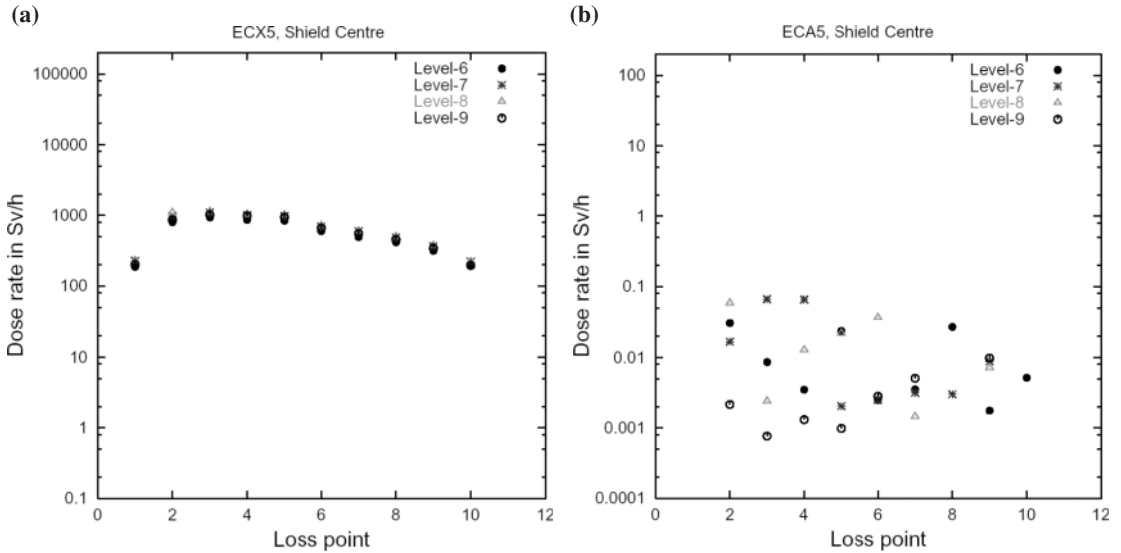 (a)
ECX5, Shield Centre
Level-6
Level-7
Level-8
Level-9
100000
10000
1000
100
10
1
0.1
0 2 4 6 8 10 12
Dose rate in Sv/h
Loss point
(b)
ECA5, Shield Centre
Level-6
Level-7
Level-8
Level-9
100
10
1
0.1
0.01
0.001
0.0001
0 2 4 6 8 10 12
Dose rate in Sv/h
Loss point